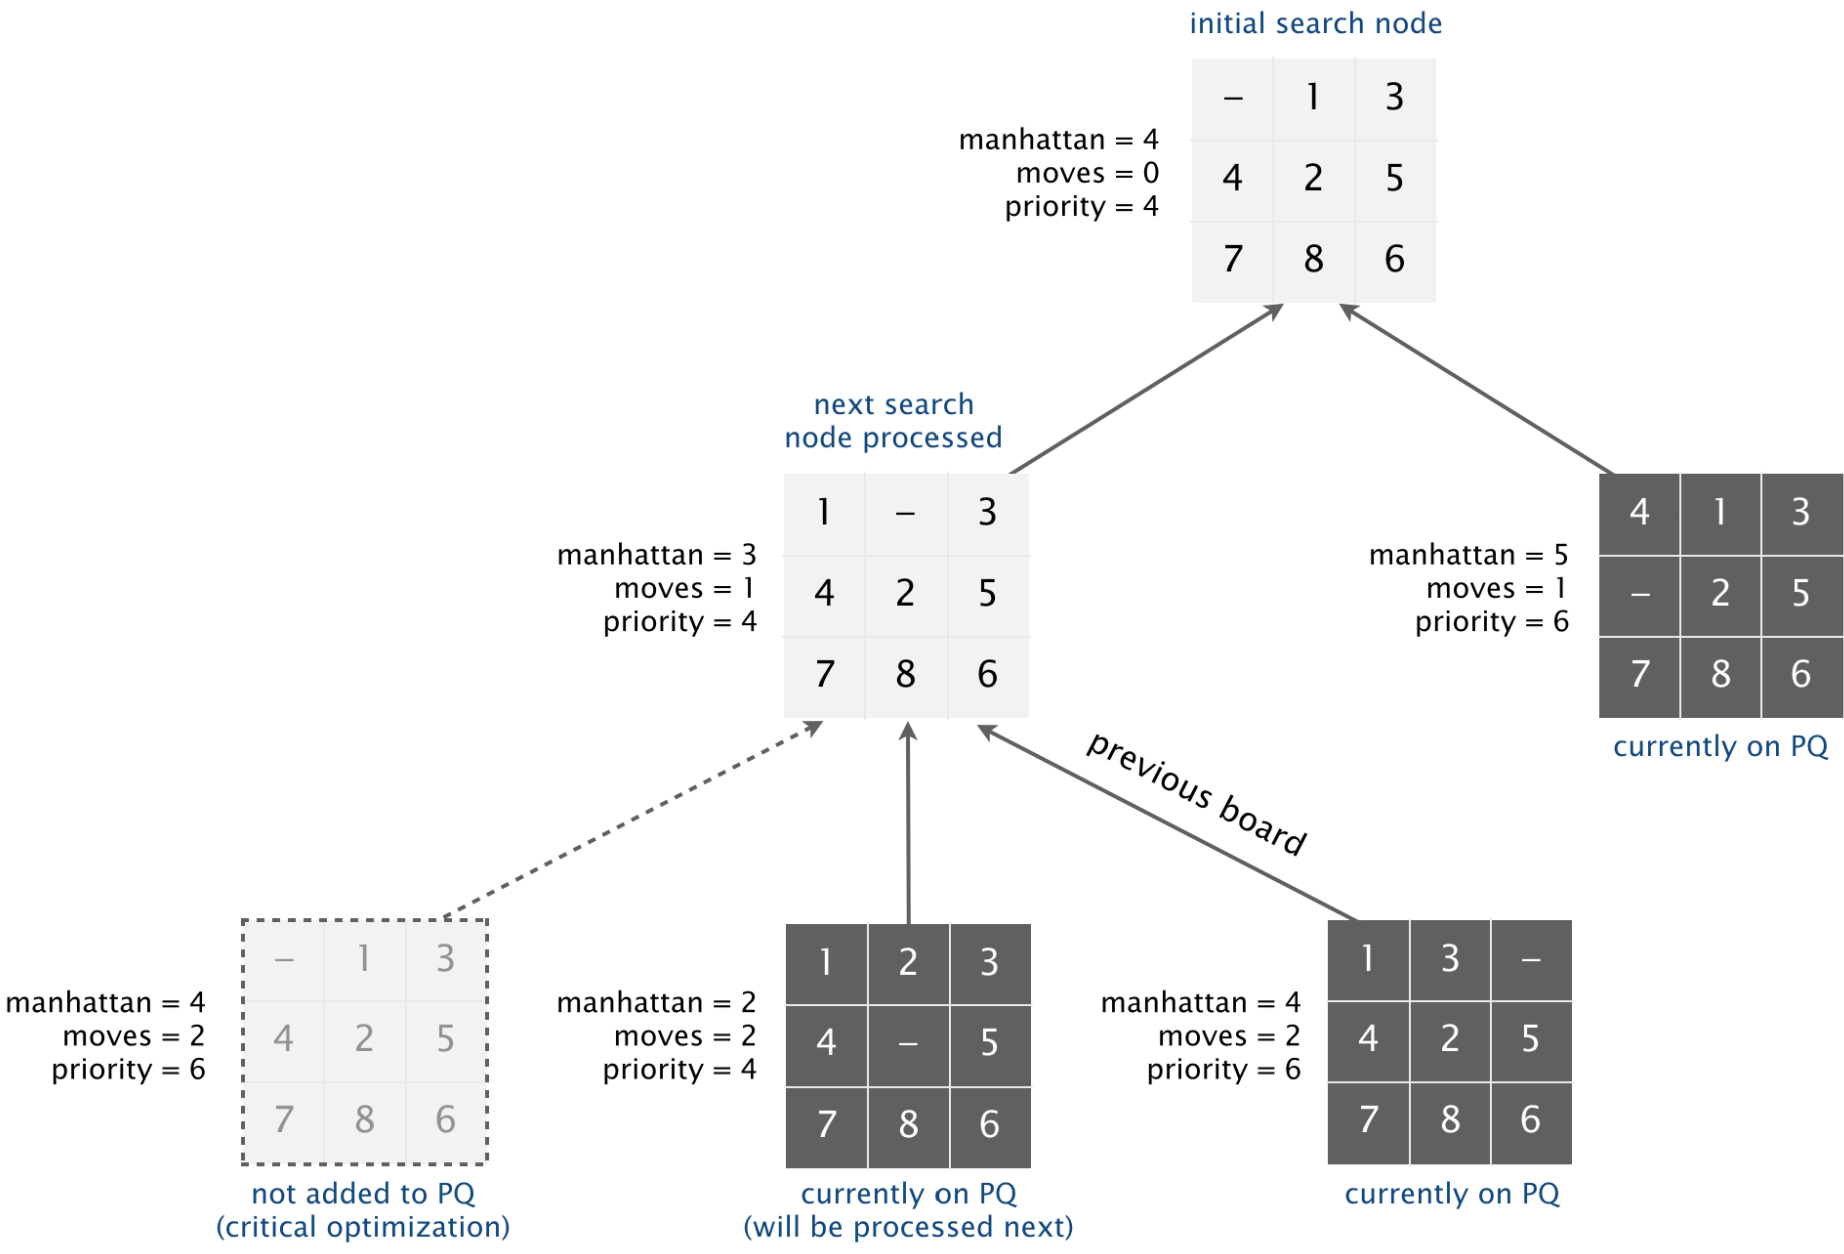 initial search node
– 1 3
manhattan = 4
moves = 0
priority = 4
4 2 5
7 8 6
next search
node processed
1 – 3
manhattan = 3
moves = 1
priority = 4
4 2 5
7 8 6
4 1 3
manhattan = 5
moves = 1
priority = 6
– 2 5
7 8 6
currently on PQ
previous board
– 1 3
manhattan = 4
moves = 2
priority = 6
4 2 5
7 8 6
not added to PQ
(critical optimization)
1 2 3
manhattan = 2
moves = 2
priority = 4
4 – 5
7 8 6
currently on PQ
(will be processed next)
1 3 –
manhattan = 4
moves = 2
priority = 6
4 2 5
7 8 6
currently on PQ